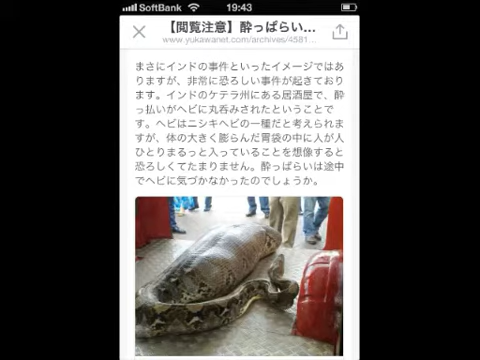 SoftBank 19:43
【閲覧注意】酔っぱらい...
www.yukawanet.com/archives/4581...
まさにインドの事件といったイメージではあ
りますが、非常に恐ろしい事件が起きており
ます。インドのケテラ州にある居酒屋で、酔
っ払いがヘビに丸呑みされたということで
す。ヘビはニシキヘビの一種だと考えられま
すが、体の大きく膨らんだ胃袋の中に人が人
ひとりまるっと入っていることを想像すると
恐ろしくてたまりません。酔っぱらいは途中
でヘビに気づかなかったのでしょうか。